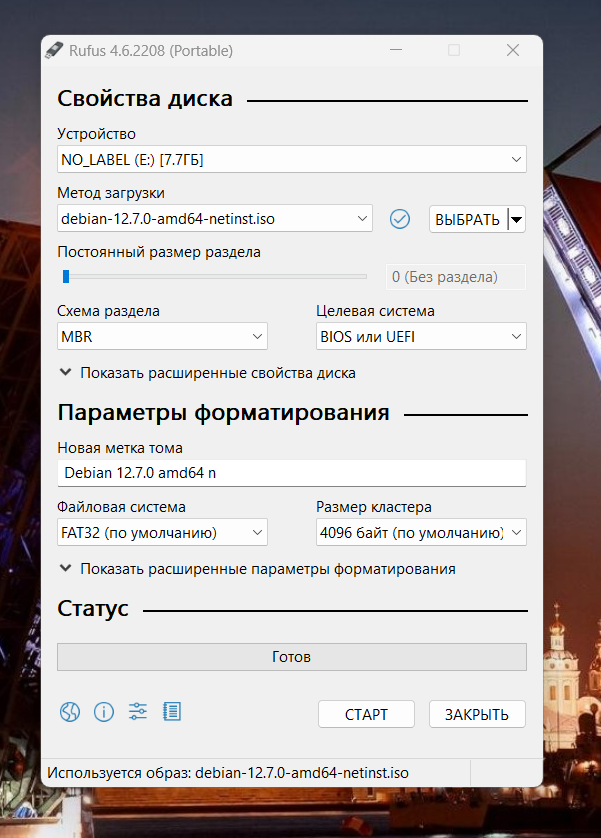 Rufus 4.6.2208 (Portable)
Свойства диска
Устройство
NO_LABEL (E:) [7.7ГБ]
Метод загрузки
debian-12.7.0-amd64-netinst.iso
ВЫБРАТЬ
Постоянный размер раздела
0 (Без раздела)
Схема раздела
Целевая система
MBR
BIOS или UEFI
Показать расширенные свойства диска
Параметры форматирования
Новая метка тома
Debian 12.7.0 amd64 n
Файловая система
Размер кластера
FAT32 (по умолчанию)
4096 байт (по умолчанию)
Показать расширенные параметры форматирования
Статус
Готов
СТАРТ
ЗАКРЫТЬ
Используется образ: debian-12.7.0-amd64-netinst.iso